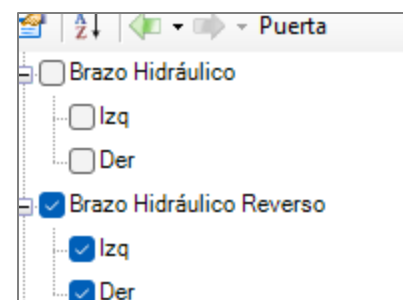 Puerta
Brazo Hidráulico
Izq
Der
Brazo Hidráulico Reverso
Izq
Der